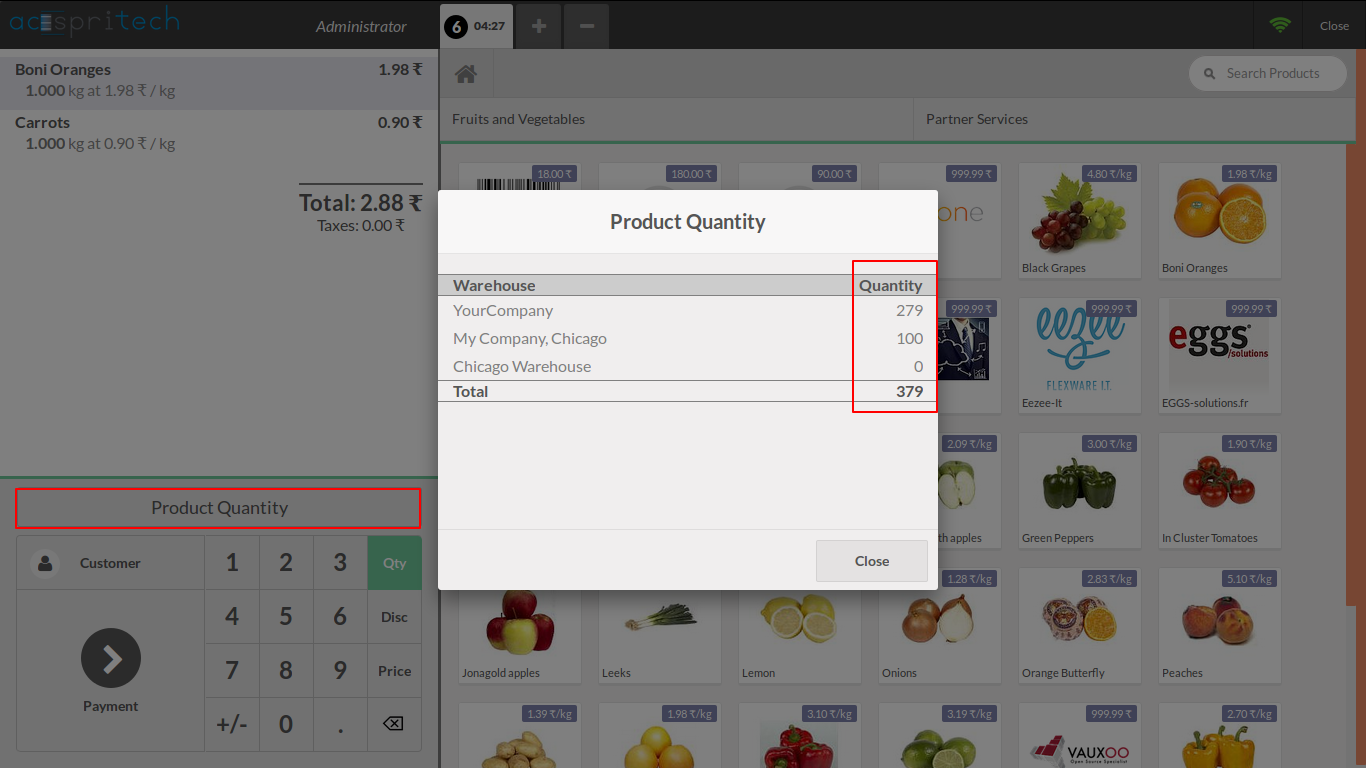 acespritech
Administrator
6 04:27
+
−
Close
Boni Oranges 1.98 ₹
1.000 kg at 1.98 ₹ / kg
Carrots 0.90 ₹
1.000 kg at 0.90 ₹ / kg
Total: 2.88 ₹
Taxes: 0.00 ₹
Search Products
Fruits and Vegetables
Partner Services
18.00 ₹
180.00 ₹
90.00 ₹
999.99 ₹
one
4.80 ₹/kg
Black Grapes
1.98 ₹/kg
Boni Oranges
Product Quantity
Warehouse Quantity
YourCompany 279
My Company, Chicago 100
Chicago Warehouse 0
Total 379
Close
999.99 ₹
999.99 ₹
eezee
FLEXWARE I.T.
Eezee-It
999.99 ₹
eggs
/solutions
EGGS-solutions.fr
2.09 ₹/kg
apples
3.00 ₹/kg
Green Peppers
1.90 ₹/kg
In Cluster Tomatoes
Product Quantity
Customer
1 2 3 Qty
4 5 6 Disc
7 8 9 Price
+/- 0 .
Payment
Jonagold apples
Leeks
Lemon
1.28 ₹/kg
Onions
2.83 ₹/kg
Orange Butterfly
5.10 ₹/kg
Peaches
1.39 ₹/kg
1.98 ₹/kg
3.10 ₹/kg
3.19 ₹/kg
999.99 ₹
VAUXOO
Open Source Specialist
2.70 ₹/kg